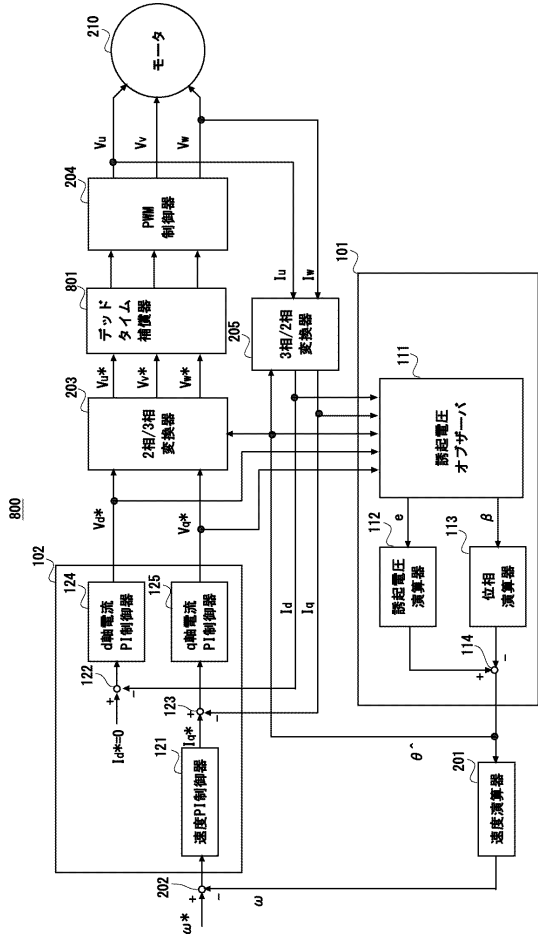 800
102
ω*
202
+
-
121
速度PI制御器
Iq*
Id*=0
+
-
122
+
-
123
124
d軸電流
PI制御器
125
q軸電流
PI制御器
Vd*
Vq*
203
2相/3相
変換器
Vu*
Vv*
Vw*
801
デッド
タイム
補償器
204
PWM
制御器
Vu
Vv
Vw
210
モータ
Iu
Iw
205
3相/2相
変換器
Id
Iq
101
111
誘起電圧
オブザーバ
e
β
112
誘起電圧
演算器
113
位相
演算器
114
+
-
θ^
201
速度演算器
ω